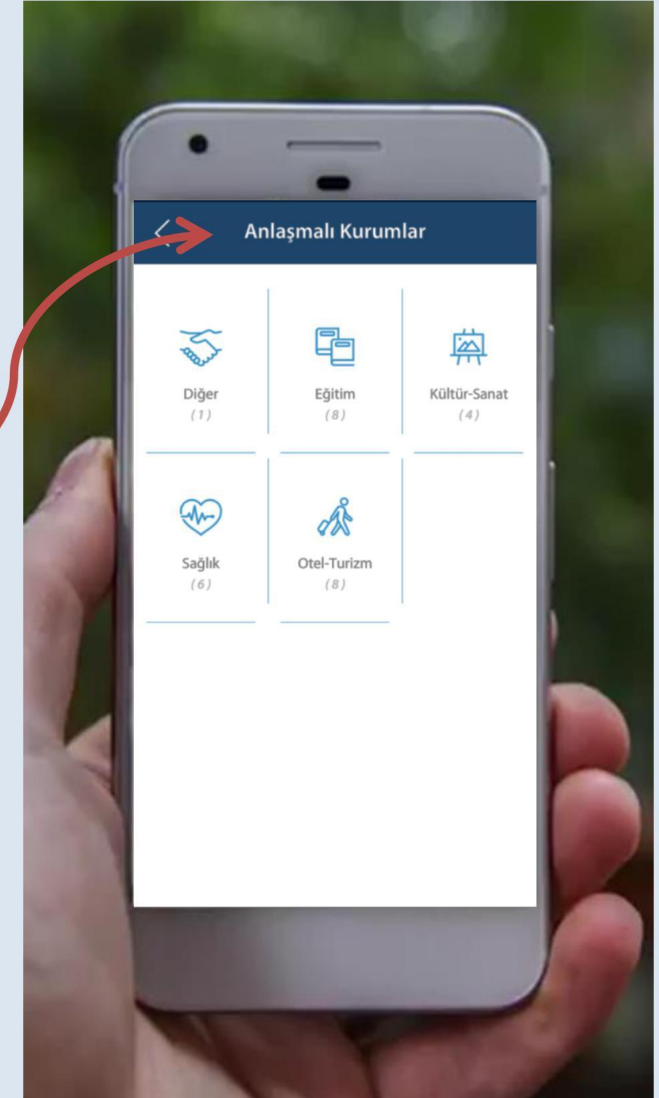 Anlaşmalı Kurumlar
Diğer
(1)
Eğitim
(8)
Kültür-Sanat
(4)
Sağlık
(6)
Otel-Turizm
(8)